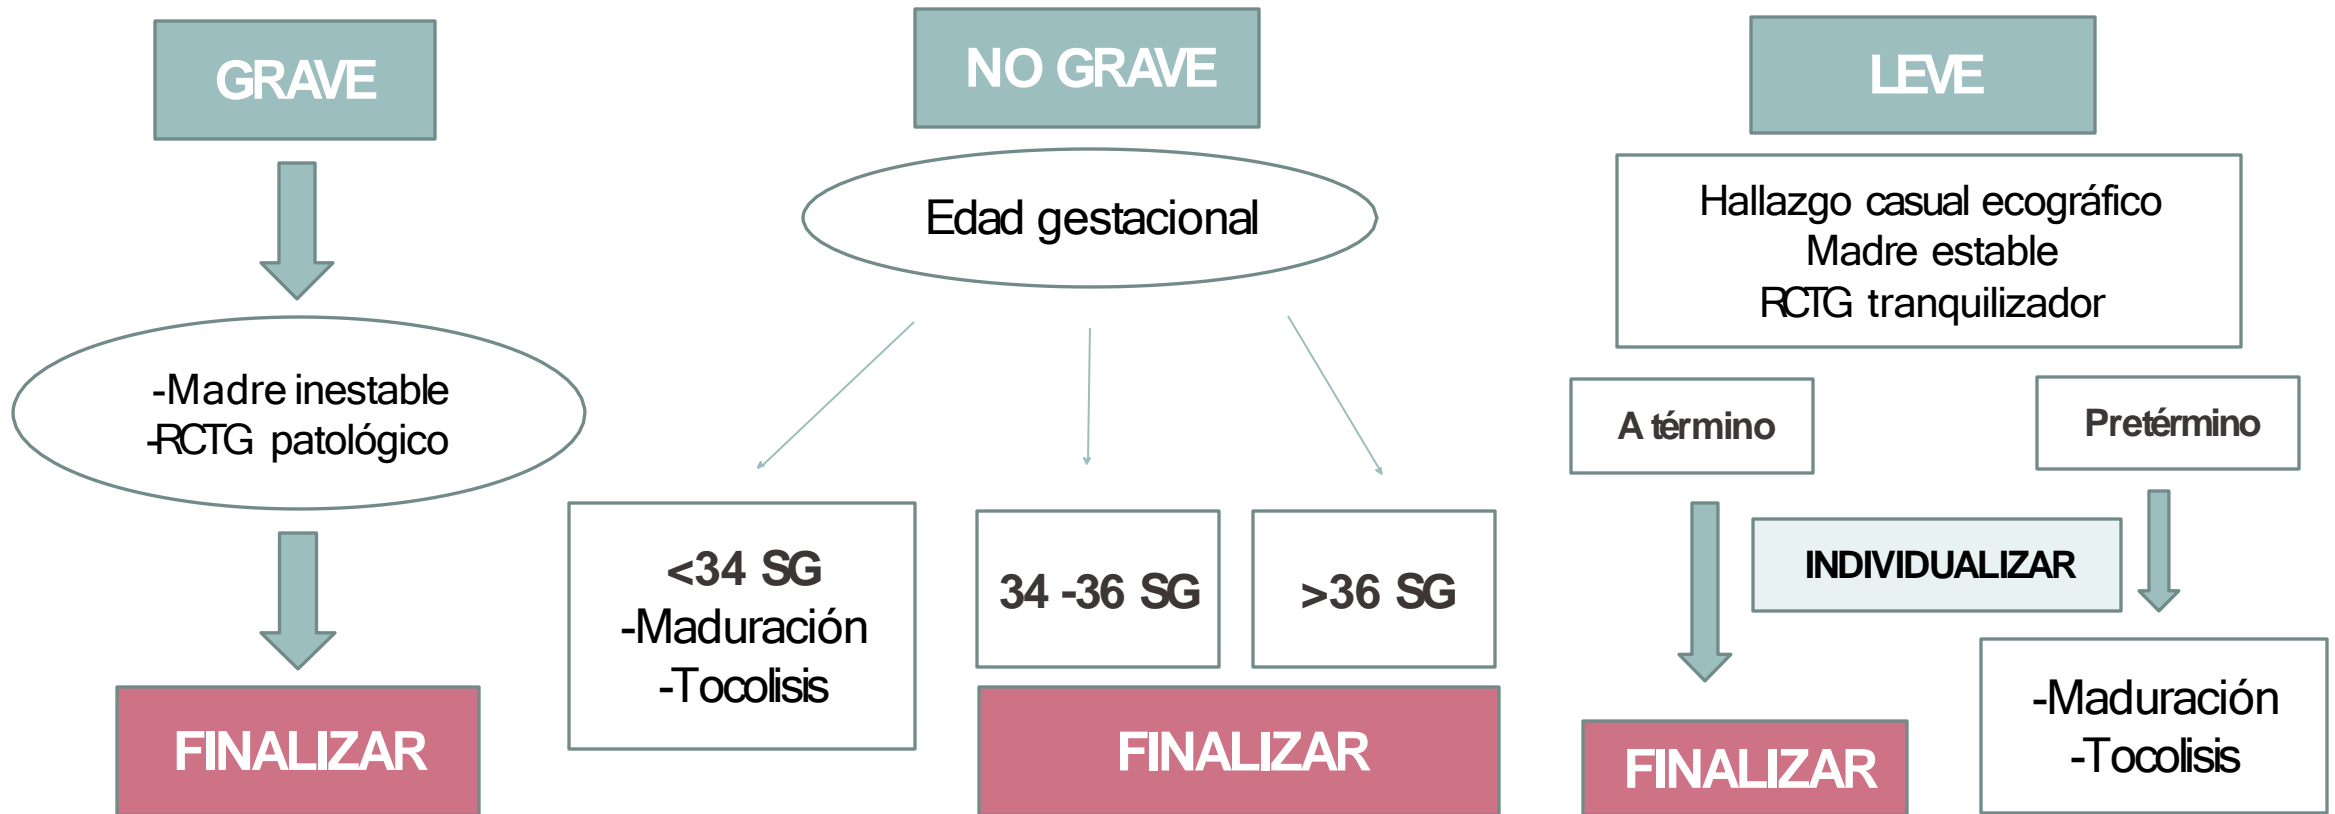 GRAVE
-Madre inestable
-RCTG patológico
FINALIZAR
NO GRAVE
Edad gestacional
<34 SG
-Maduración
-Tocolisis
34 -36 SG
>36 SG
FINALIZAR
LEVE
Hallazgo casual ecográfico
Madre estable
RCTG tranquilizador
A término
Pretérmino
INDIVIDUALIZAR
FINALIZAR
-Maduración
-Tocolisis